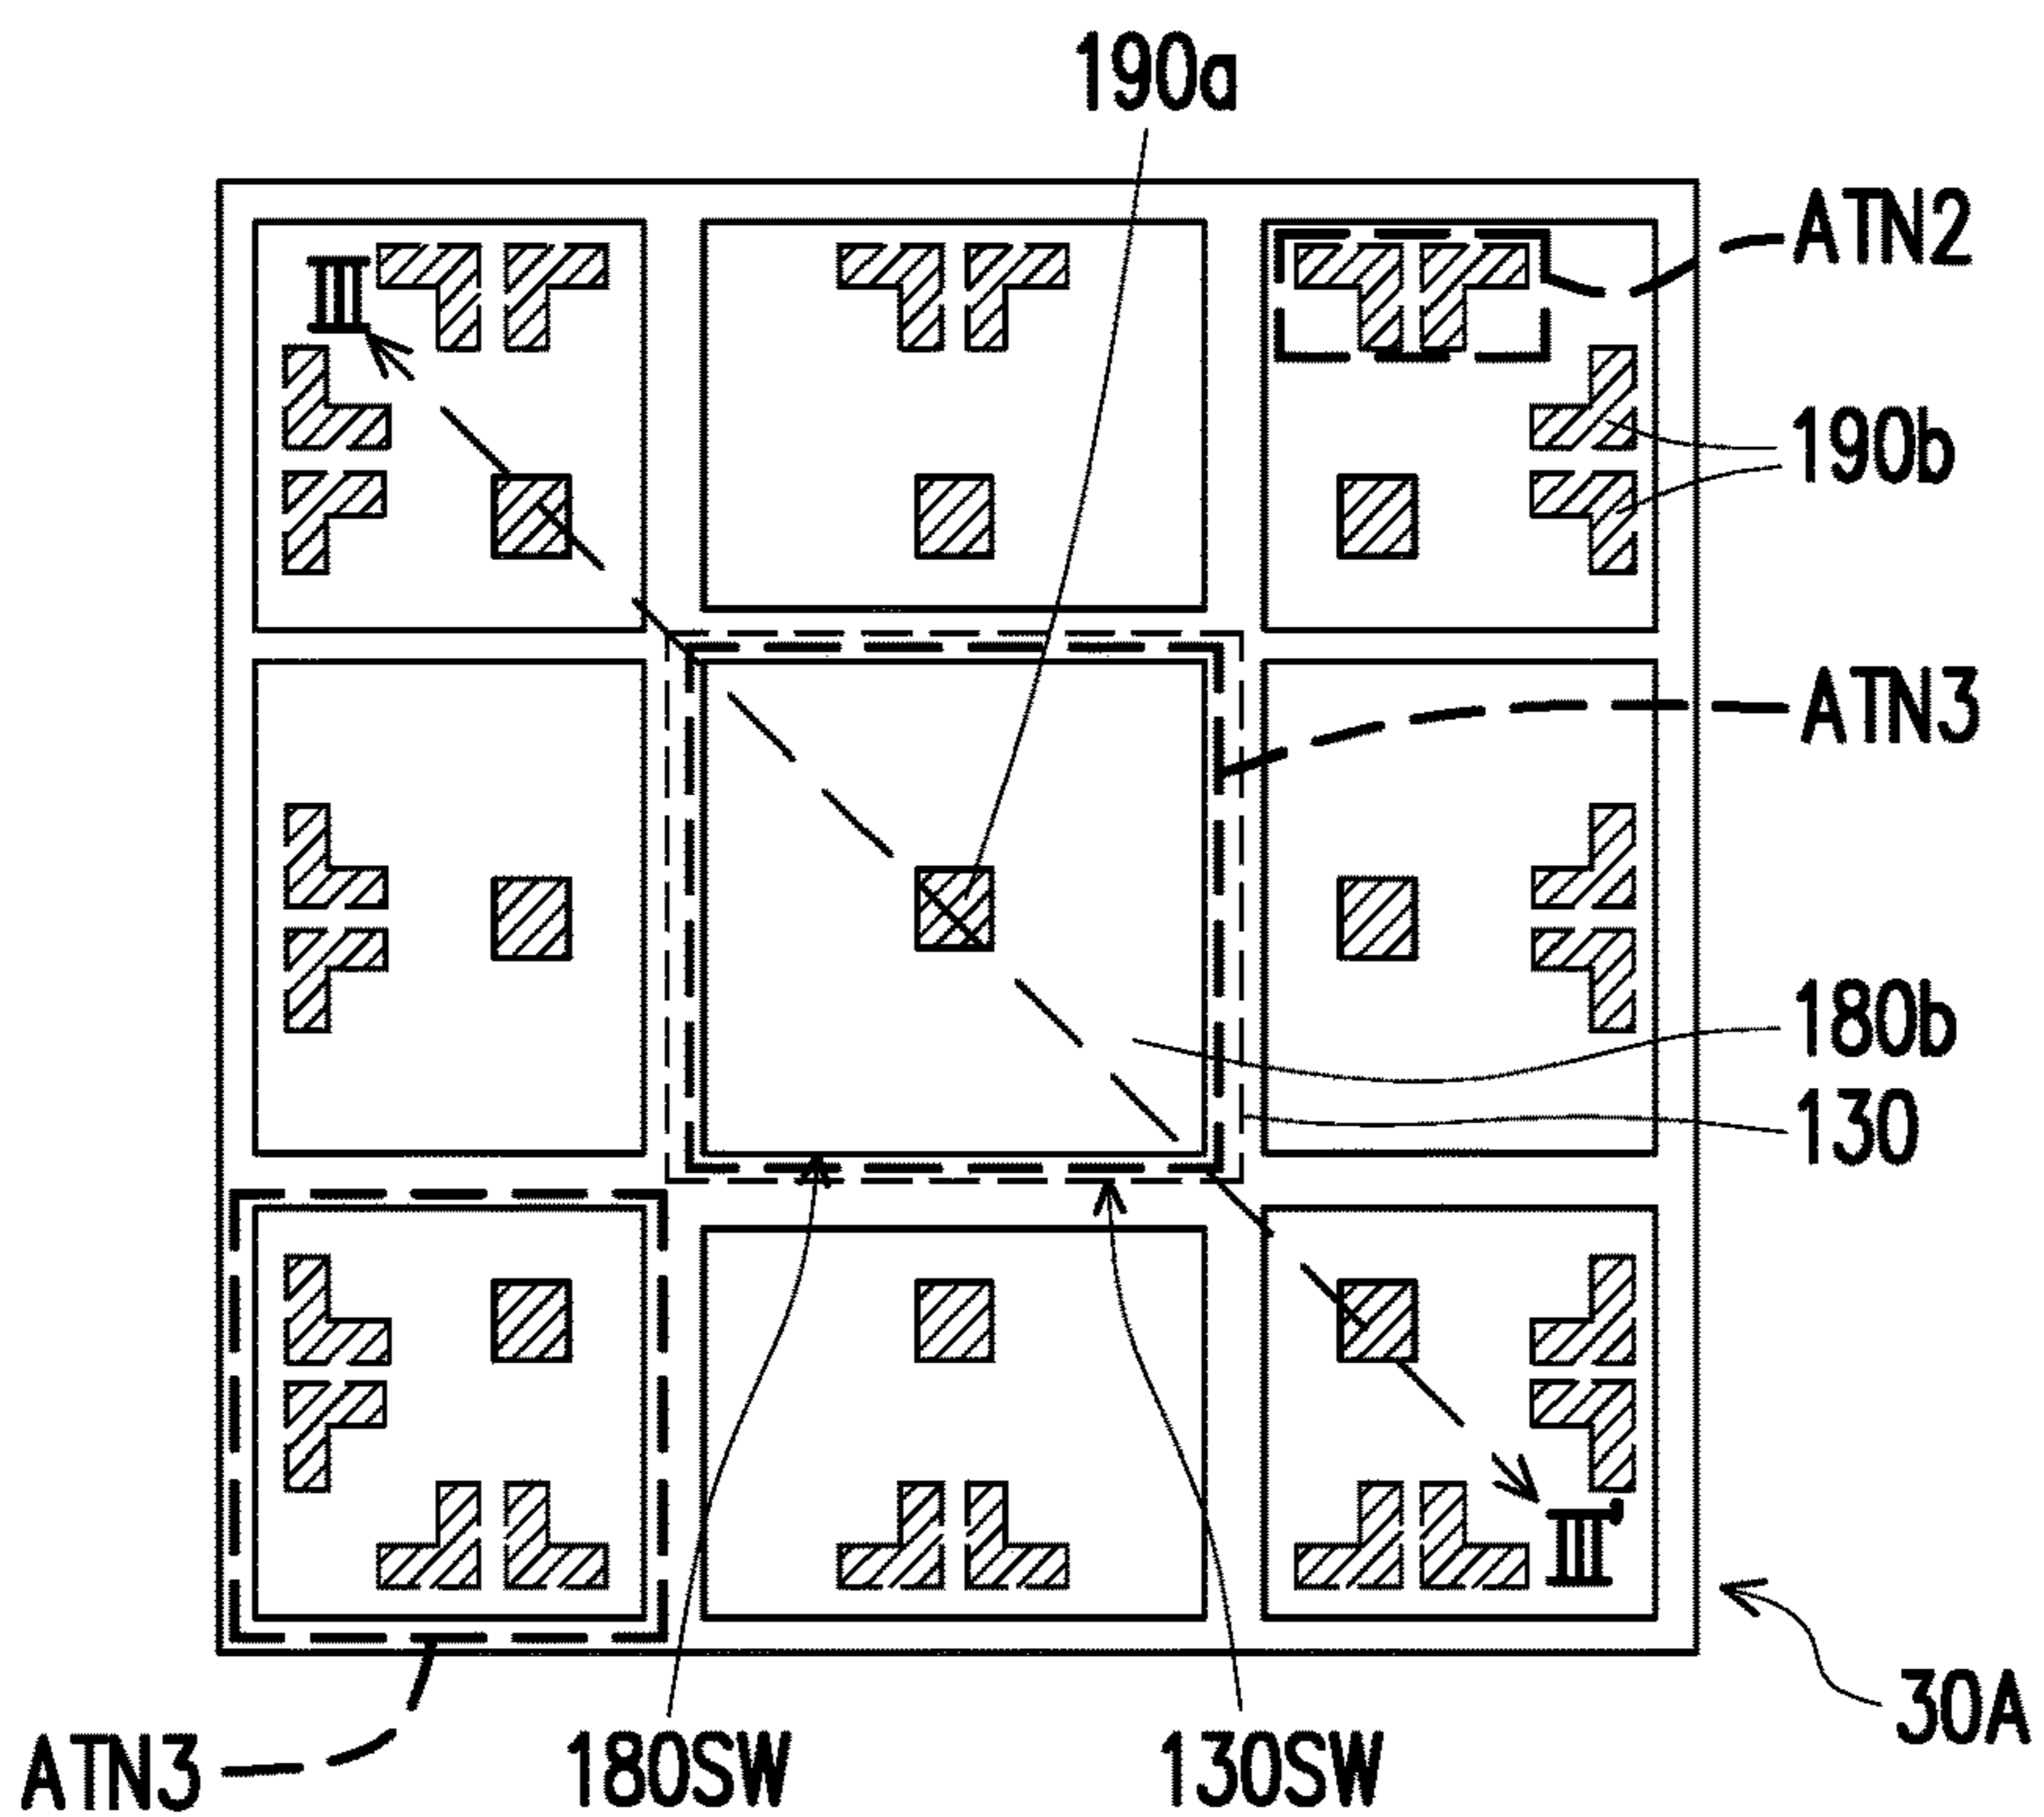 190a
ATN2
III
190b
ATN3
180b
130
III'
30A
ATN3
180SW
130SW